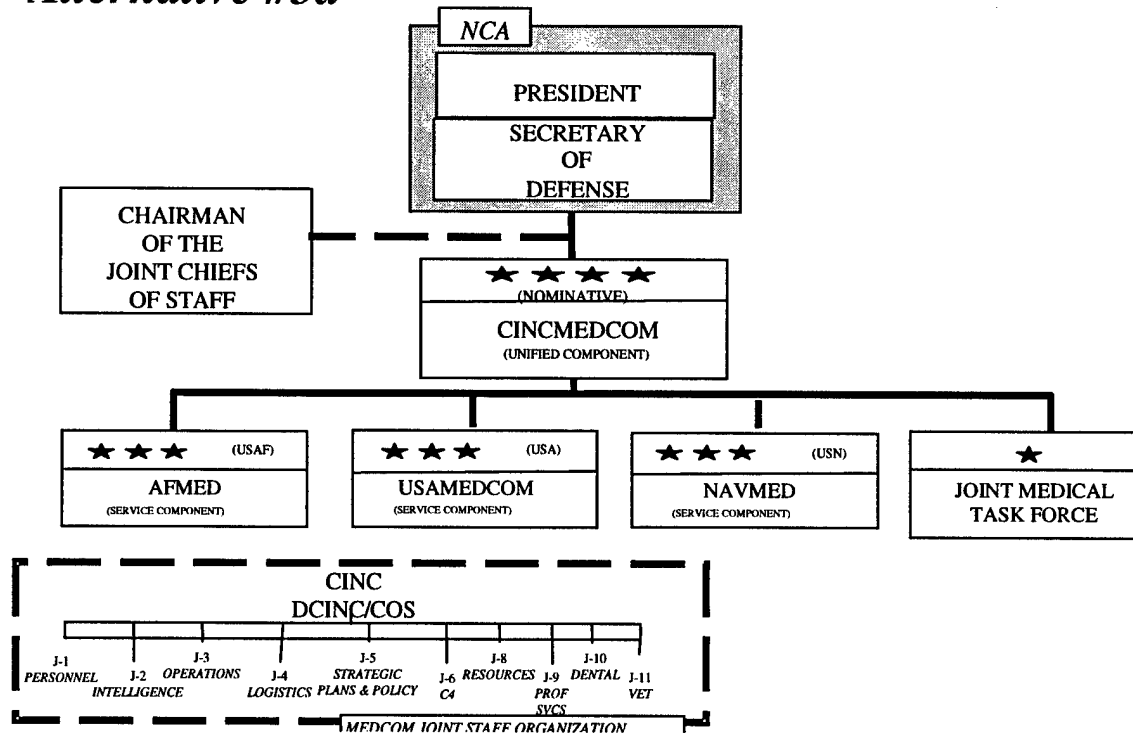 Alternative #3a
NCA
PRESIDENT
SECRETARY
OF
DEFENSE
CHAIRMAN
OF THE
JOINT CHIEFS
OF STAFF
(NOMINATIVE)
CINCMEDCOM
(UNIFIED COMPONENT)
(USAF)
AFMED
(SERVICE COMPONENT)
(USA)
USAMEDCOM
(SERVICE COMPONENT)
(USN)
NAVMED
(SERVICE COMPONENT)
JOINT MEDICAL
TASK FORCE
CINC
DCINC/COS
J-1
PERSONNEL
J-2
INTELLIGENCE
J-3
OPERATIONS
J-4
LOGISTICS
J-5
STRATEGIC
PLANS & POLICY
J-6
C4
J-8
RESOURCES
J-9
PROF
SVCS
J-10
DENTAL
J-11
VET
MEDCOM JOINT STAFF ORGANIZATION